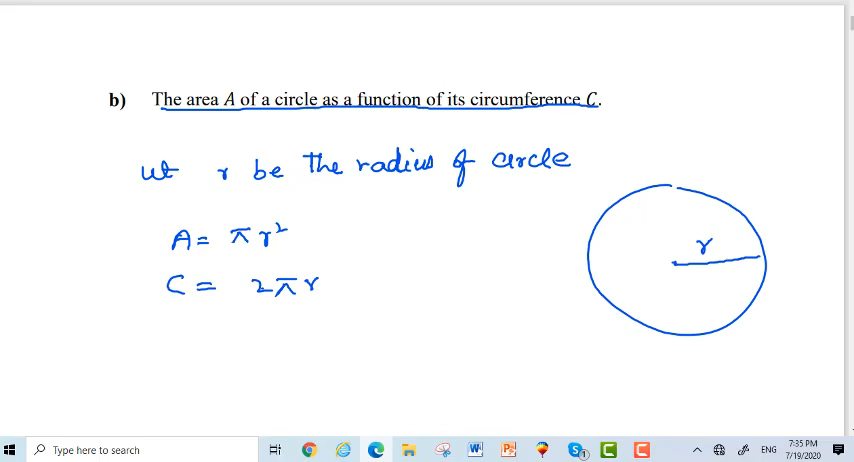 b) The area A of a circle as a function of its circumference C.
let r be the radius of circle
A = πr²
r
C = 2πr
Type here to search
ENG
7:35 PM
7/19/2020